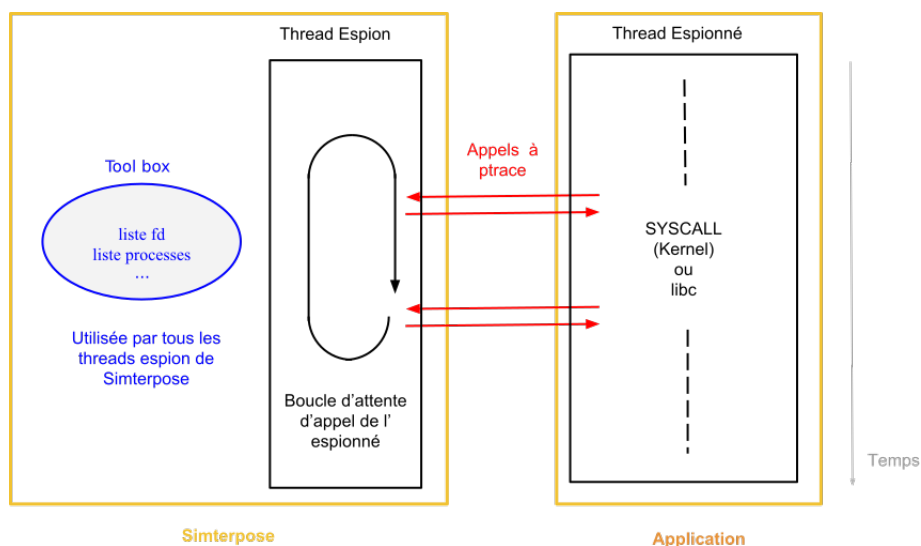 Thread Espion
Thread Espionné
Tool box
liste fd
liste processes
...
Utilisée par tous les
threads espion de
Simterpose
Appels à
ptrace
SYSCALL
(Kernel)
ou
libc
Boucle d'attente
d'appel de l'
espionné
Temps
Simterpose
Application